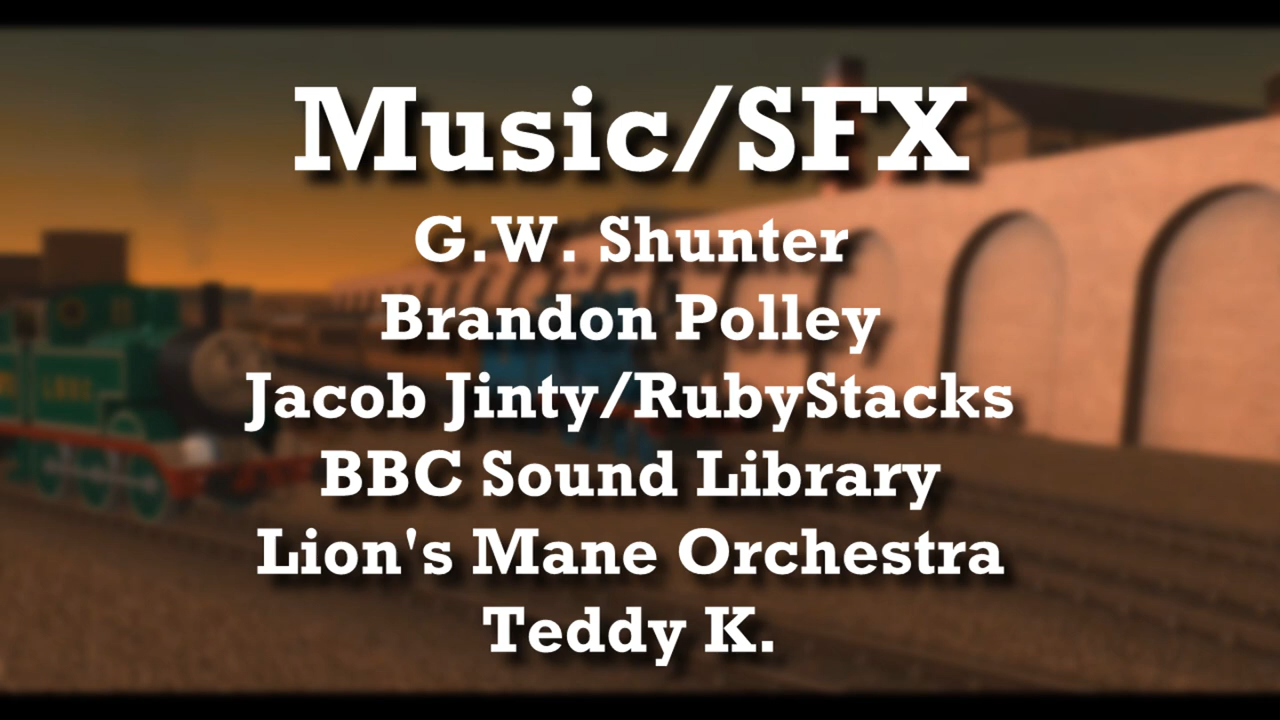 Music/SFX
G.W. Shunter
Brandon Polley
Jacob Jinty/RubyStacks
BBC Sound Library
Lion's Mane Orchestra
Teddy K.